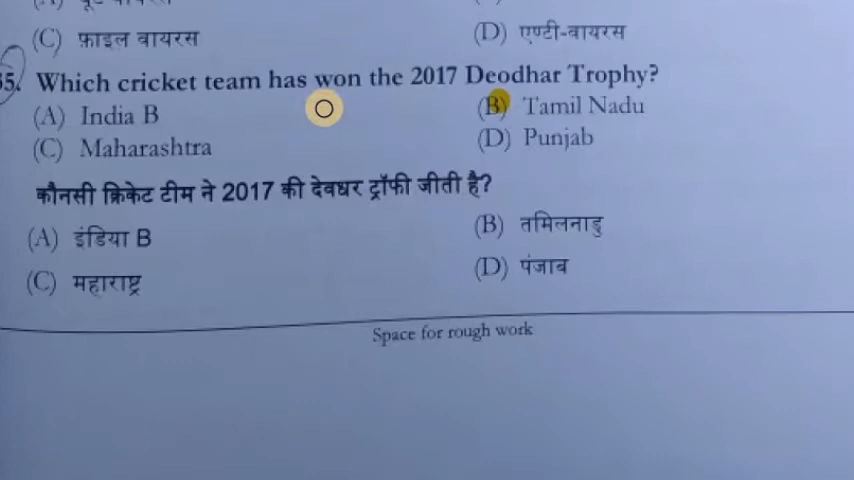 (C) फ़ाइल वायरस
(D) एण्टी-वायरस
35. Which cricket team has won the 2017 Deodhar Trophy?
(A) India B
(B) Tamil Nadu
(C) Maharashtra
(D) Punjab
कौनसी क्रिकेट टीम ने 2017 की देवधर ट्रॉफी जीती है?
(A) इंडिया B
(B) तमिलनाडु
(C) महाराष्ट्र
(D) पंजाब
Space for rough work